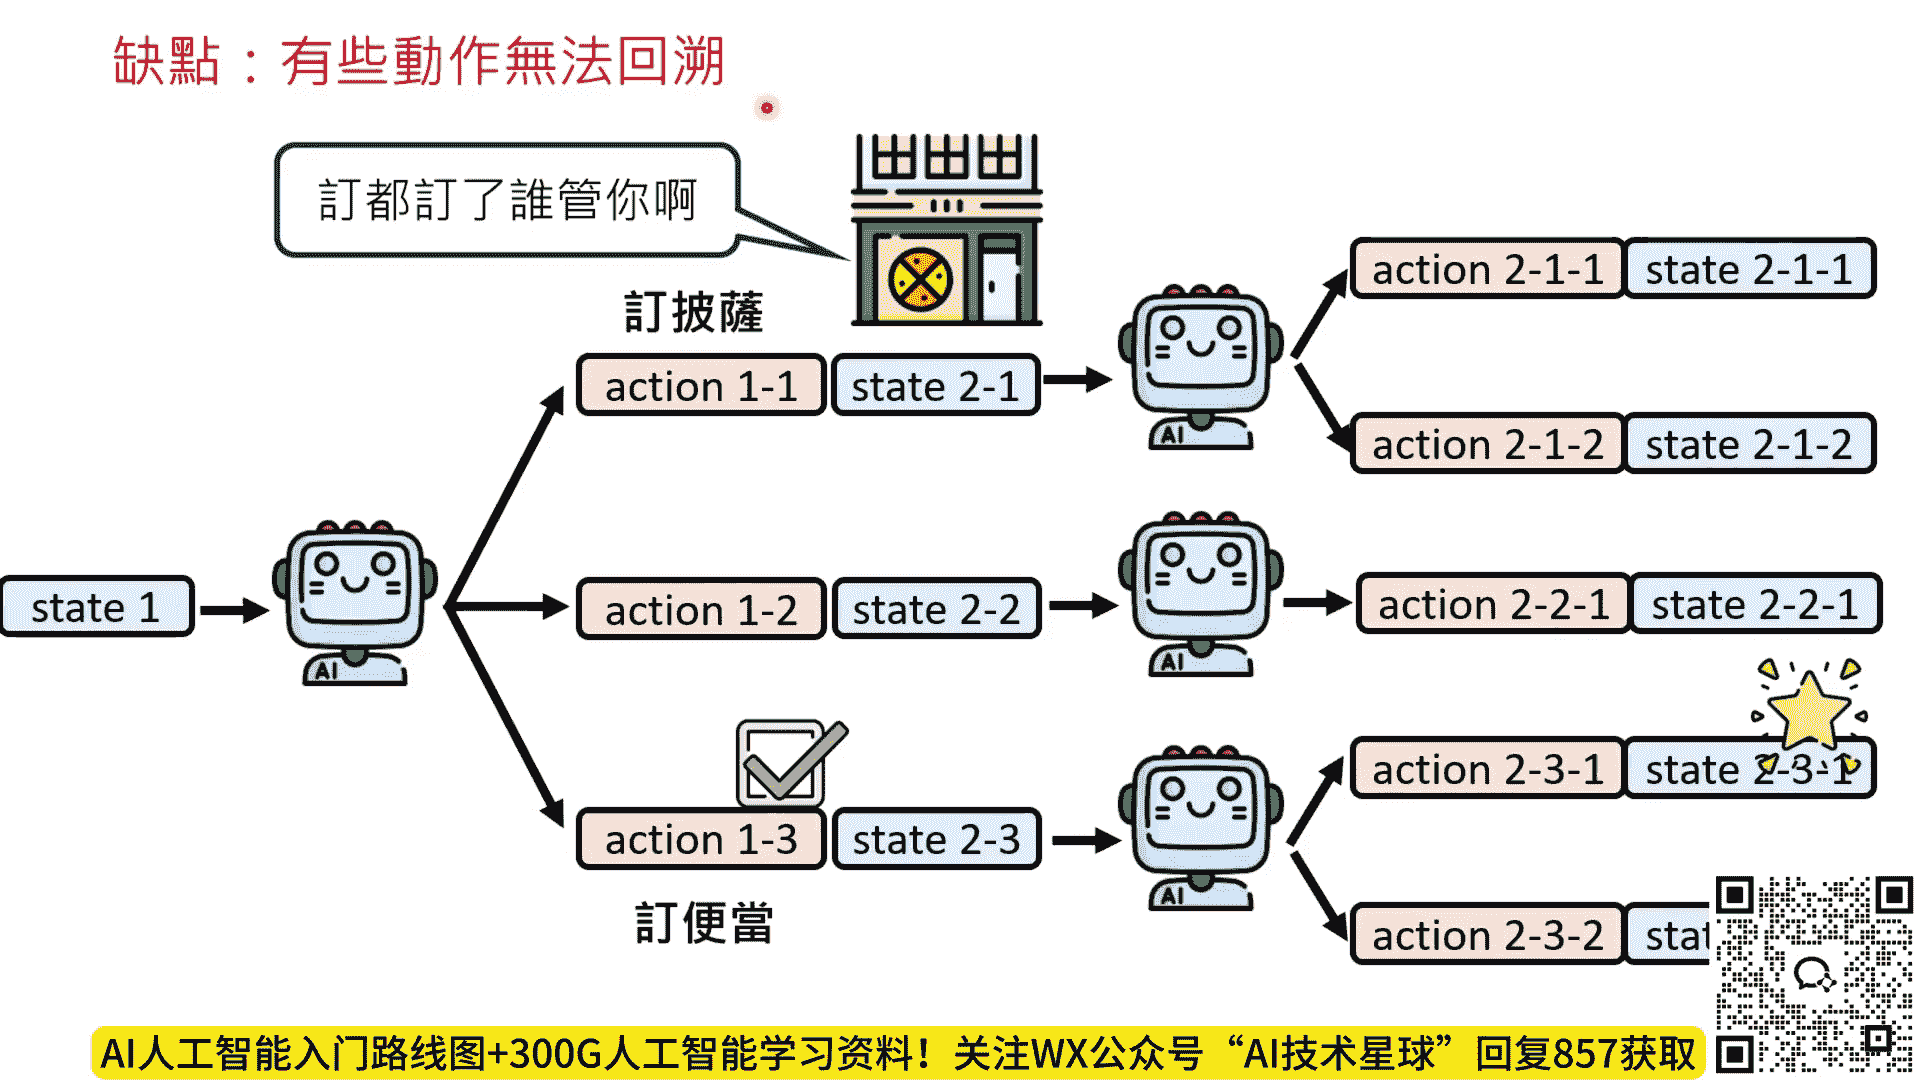 缺點：有些動作無法回溯
訂都訂了誰管你啊
訂披薩
action 1-1 state 2-1
action 2-1-1 state 2-1-1
action 2-1-2 state 2-1-2
AI
state 1
AI
action 1-2 state 2-2
AI
action 2-2-1 state 2-2-1
action 1-3 state 2-3
訂便當
AI
action 2-3-1 state 2-3-1
action 2-3-2 stat
AI人工智能入门路线图+300G人工智能学习资料！关注WX公众号“AI技术星球”回复857获取